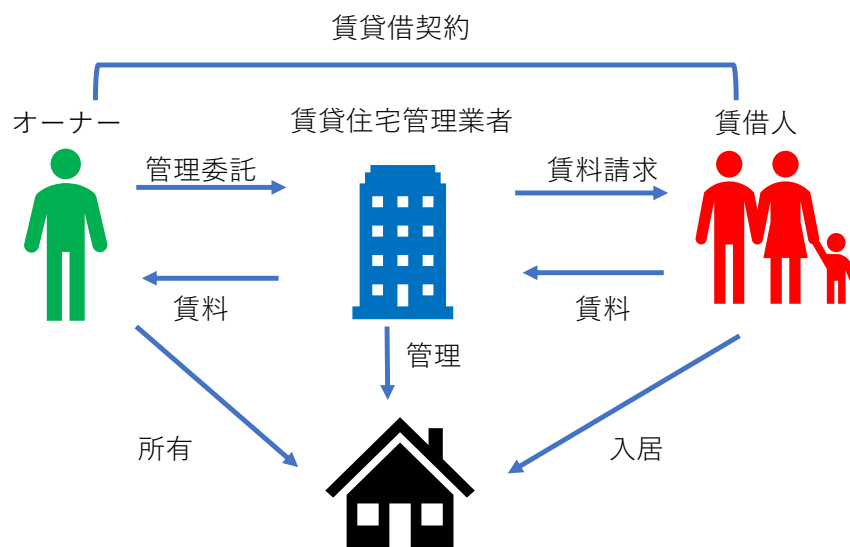 賃貸借契約
オーナー
賃貸住宅管理業者
賃借人
管理委託
賃料請求
賃料
賃料
管理
所有
入居